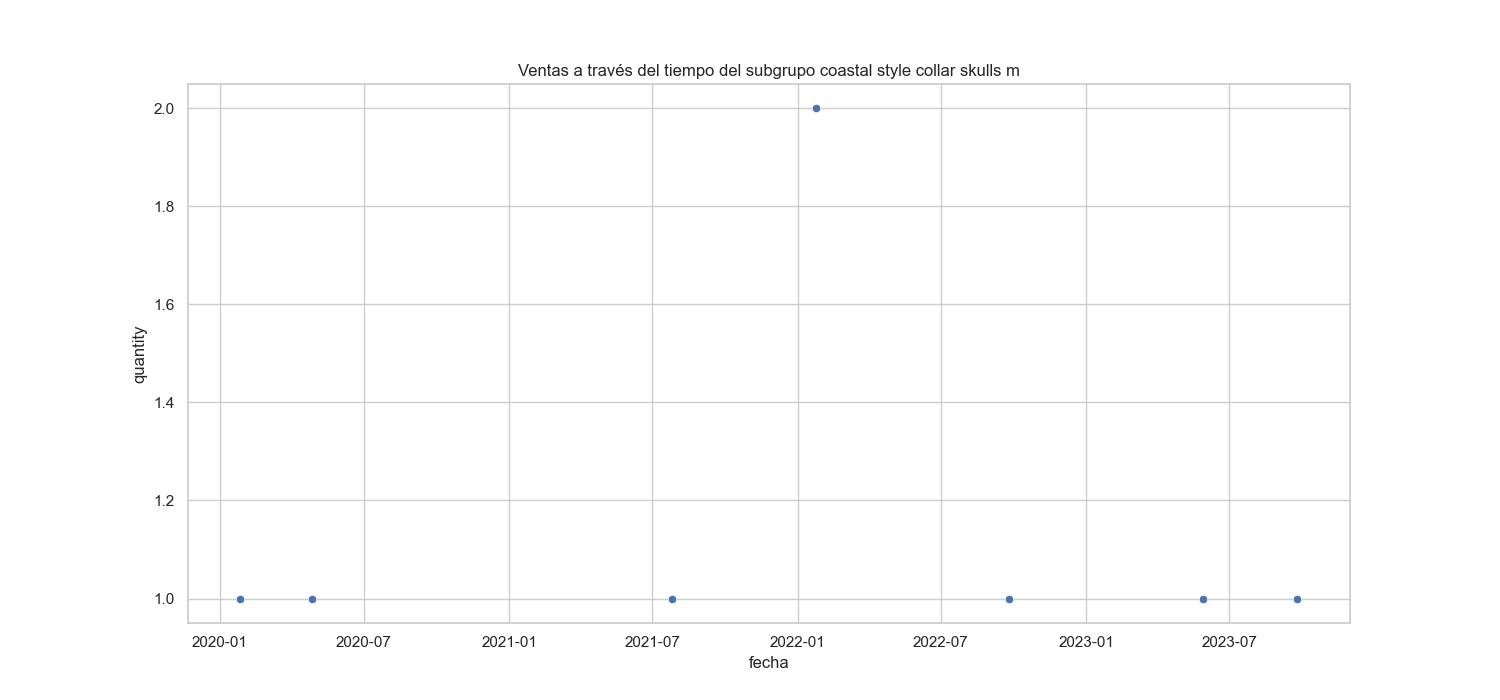 Ventas a través del tiempo del subgrupo coastal style collar skulls m
2.0
1.8
1.6
1.4
1.2
1.0
quantity
2020-01 2020-07 2021-01 2021-07 2022-01 2022-07 2023-01 2023-07
fecha